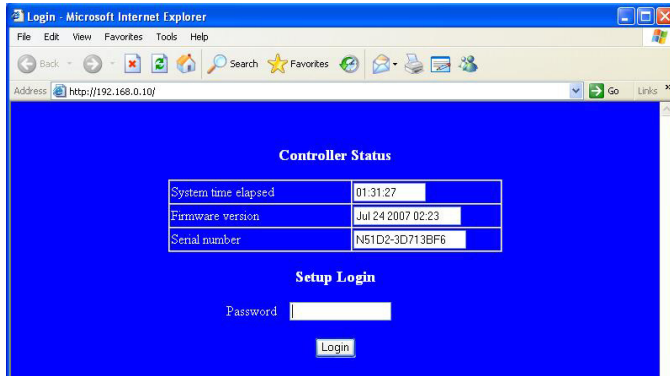 Login - Microsoft Internet Explorer
File Edit View Favorites Tools Help
Back Search Favorites
Address http://192.168.0.10/ Go Links »
Controller Status
System time elapsed 01:31:27
Firmware version Jul 24 2007 02:23
Serial number N51D2-3D713BF6
Setup Login
Password
Login